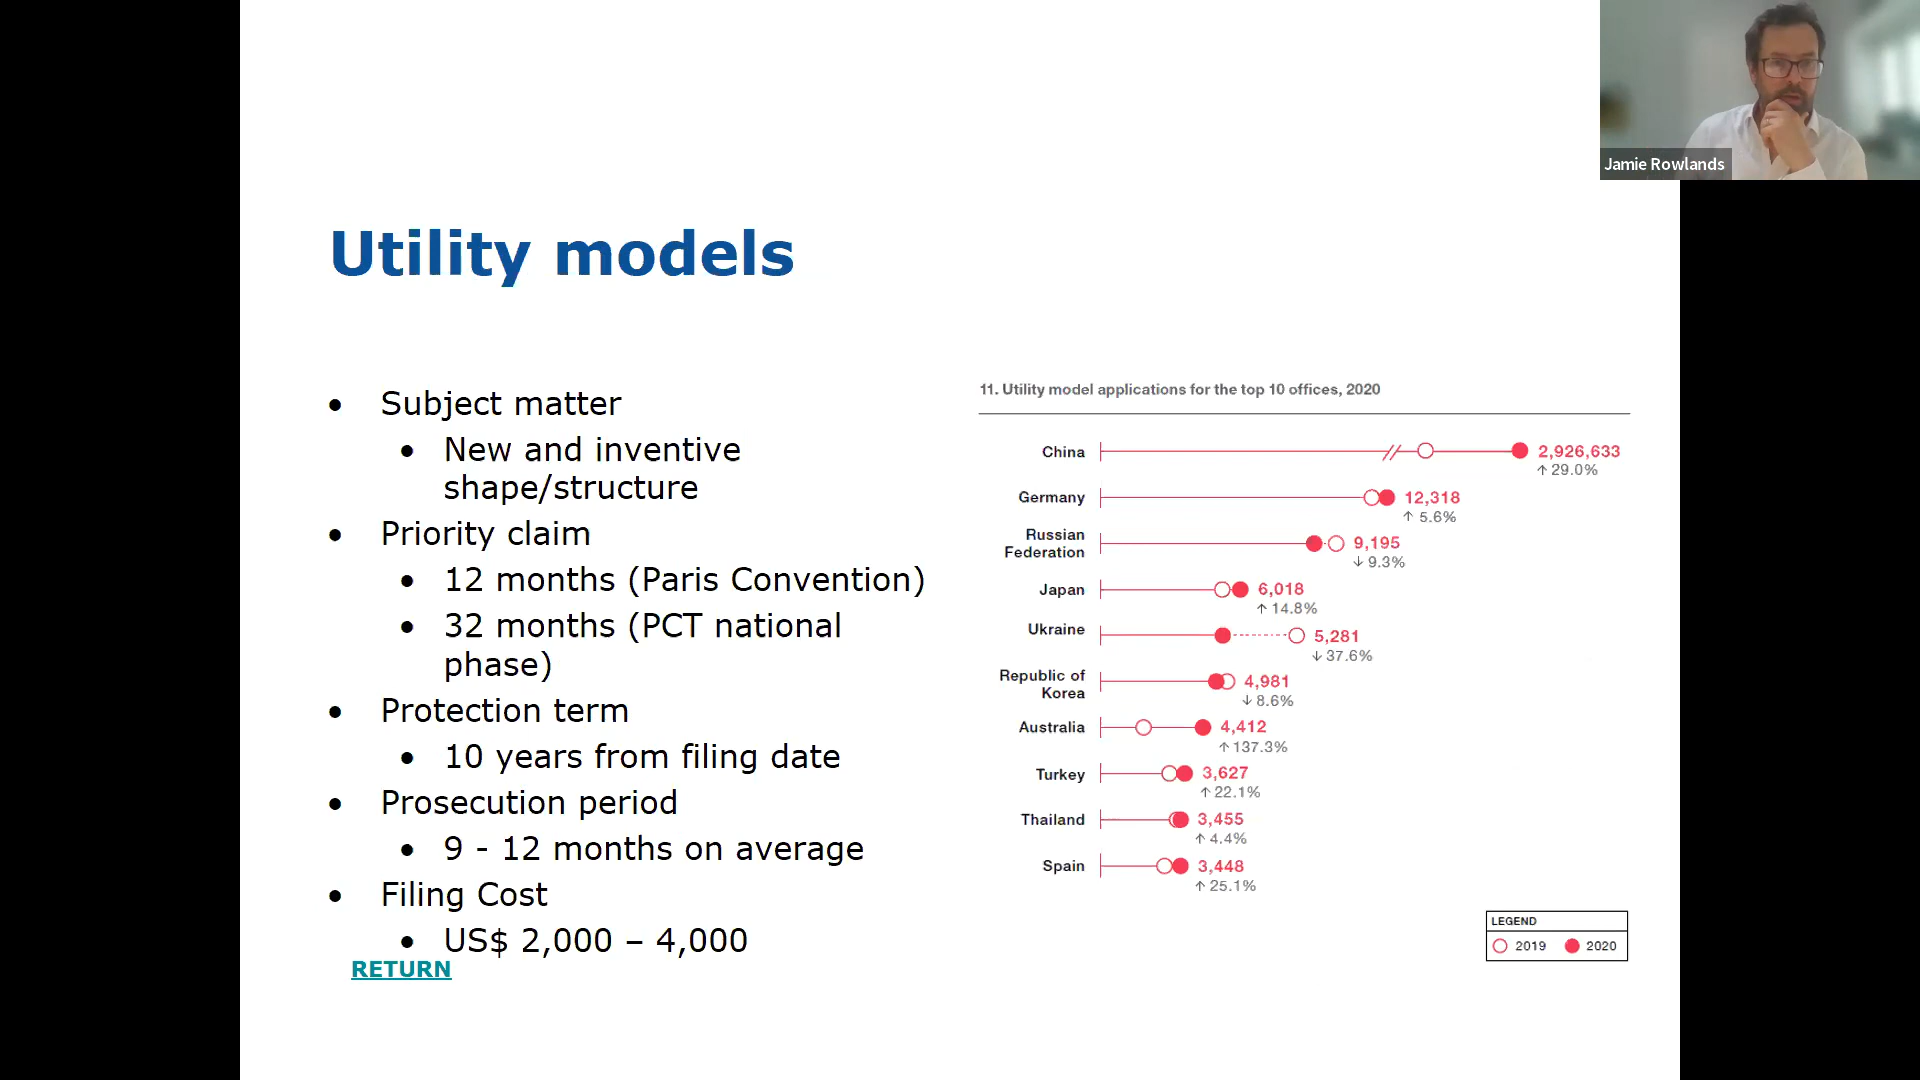 Jamie Rowlands
Utility models
• Subject matter
• New and inventive
shape/structure
• Priority claim
• 12 months (Paris Convention)
• 32 months (PCT national
phase)
• Protection term
• 10 years from filing date
• Prosecution period
• 9 - 12 months on average
• Filing Cost
• US$ 2,000 – 4,000
RETURN
11. Utility model applications for the top 10 offices, 2020
China 2,926,633
↑ 29.0%
Germany 12,318
↑ 5.6%
Russian
Federation 9,195
↓ 9.3%
Japan 6,018
↑ 14.8%
Ukraine 5,281
↓ 37.6%
Republic of
Korea 4,981
↓ 8.6%
Australia 4,412
↑ 137.3%
Turkey 3,627
↑ 22.1%
Thailand 3,455
↑ 4.4%
Spain 3,448
↑ 25.1%
LEGEND
2019 2020